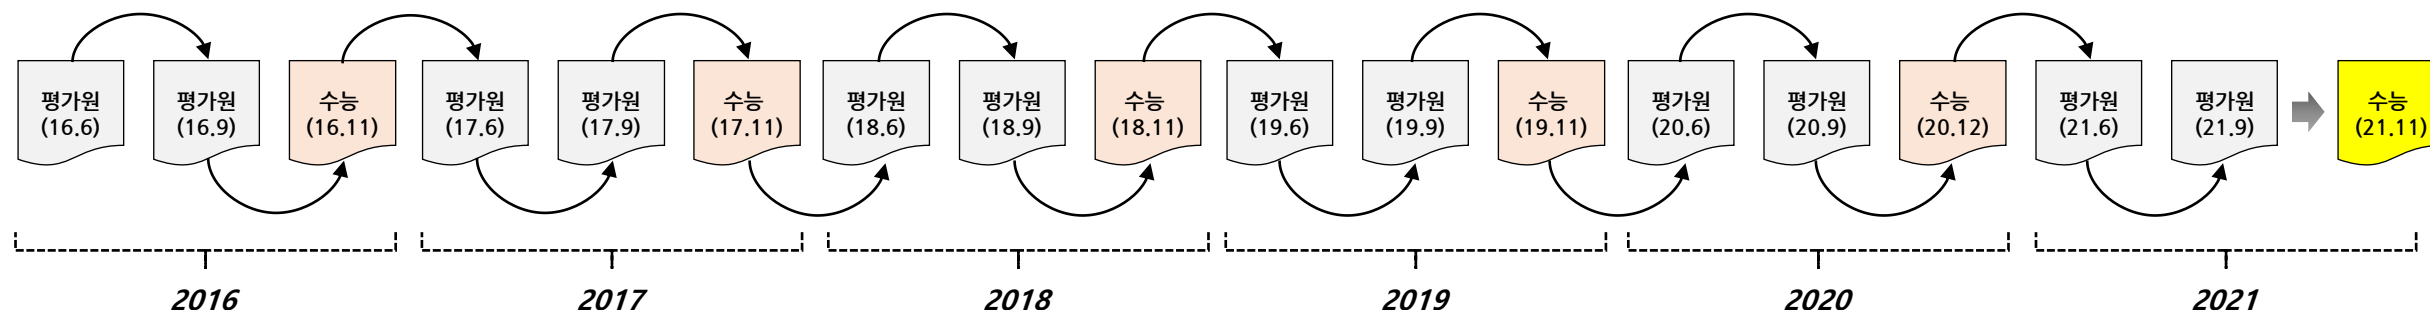 평가원
(16.6)
평가원
(16.9)
수능
(16.11)
평가원
(17.6)
평가원
(17.9)
수능
(17.11)
평가원
(18.6)
평가원
(18.9)
수능
(18.11)
평가원
(19.6)
평가원
(19.9)
수능
(19.11)
평가원
(20.6)
평가원
(20.9)
수능
(20.12)
평가원
(21.6)
평가원
(21.9)
수능
(21.11)
2016
2017
2018
2019
2020
2021